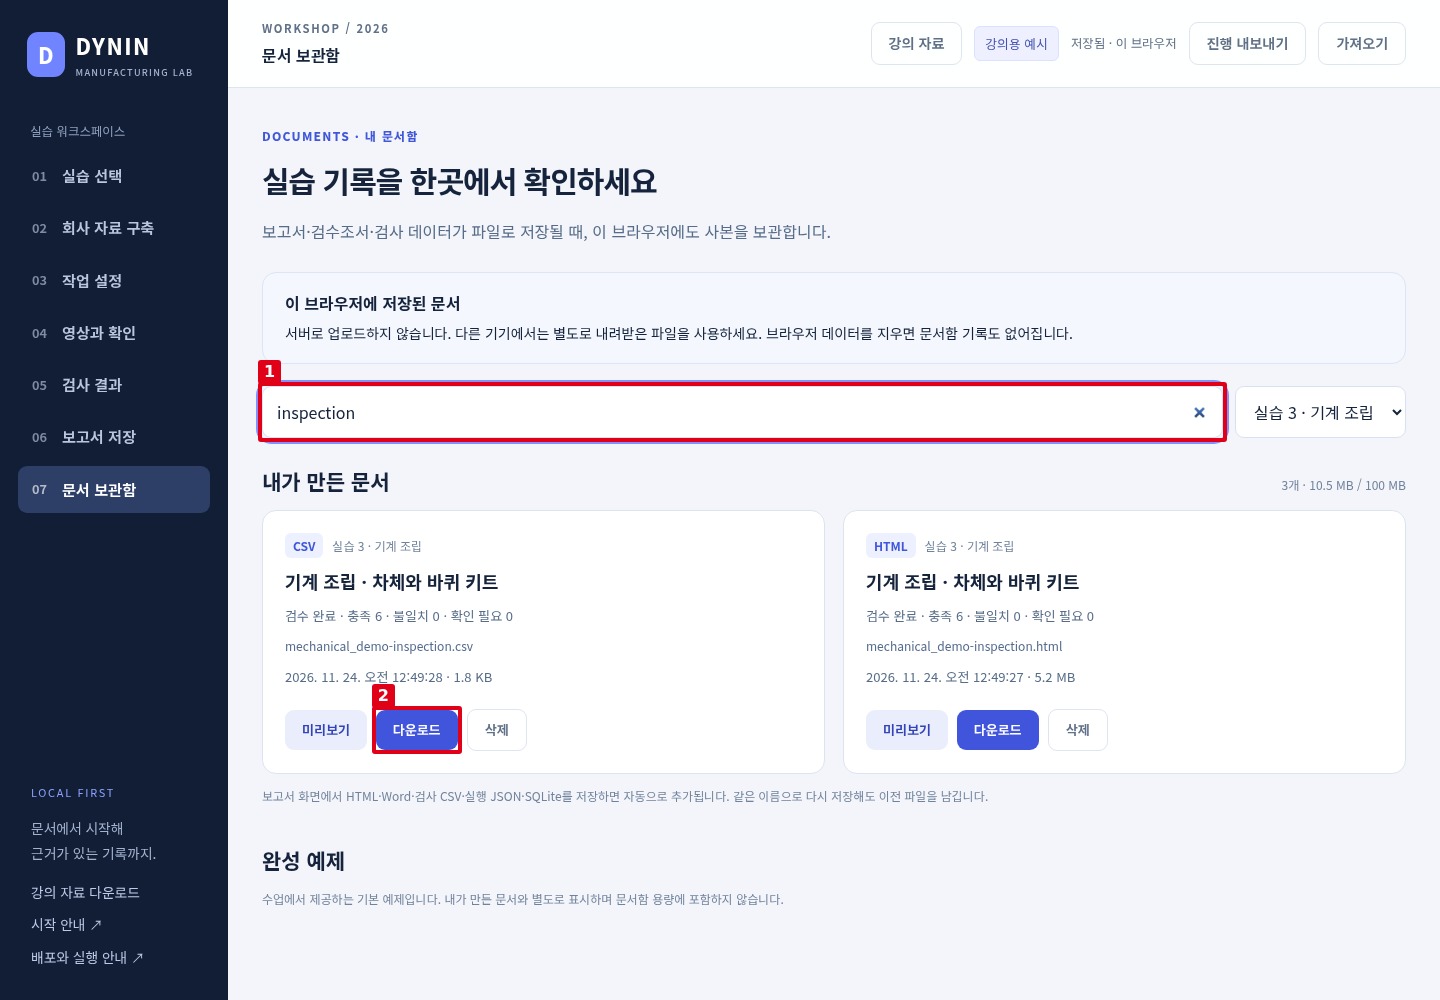 D DYNIN
MANUFACTURING LAB
실습 워크스페이스
01 실습 선택
02 회사 자료 구축
03 작업 설정
04 영상과 확인
05 검사 결과
06 보고서 저장
07 문서 보관함
LOCAL FIRST
문서에서 시작해
근거가 있는 기록까지.
강의 자료 다운로드
시작 안내 ↗
배포와 실행 안내 ↗
WORKSHOP / 2026
문서 보관함
강의 자료
강의용 예시
저장됨 · 이 브라우저
진행 내보내기
가져오기
DOCUMENTS · 내 문서함
실습 기록을 한곳에서 확인하세요
보고서·검수조서·검사 데이터가 파일로 저장될 때, 이 브라우저에도 사본을 보관합니다.
이 브라우저에 저장된 문서
서버로 업로드하지 않습니다. 다른 기기에서는 별도로 내려받은 파일을 사용하세요. 브라우저 데이터를 지우면 문서함 기록도 없어집니다.
1
inspection
실습 3 · 기계 조립
내가 만든 문서
3개 · 10.5 MB / 100 MB
CSV 실습 3 · 기계 조립
기계 조립 · 차체와 바퀴 키트
검수 완료 · 충족 6 · 불일치 0 · 확인 필요 0
mechanical_demo-inspection.csv
2026. 11. 24. 오전 12:49:28 · 1.8 KB
2
미리보기 다운로드 삭제
HTML 실습 3 · 기계 조립
기계 조립 · 차체와 바퀴 키트
검수 완료 · 충족 6 · 불일치 0 · 확인 필요 0
mechanical_demo-inspection.html
2026. 11. 24. 오전 12:49:27 · 5.2 MB
미리보기 다운로드 삭제
보고서 화면에서 HTML·Word·검사 CSV·실행 JSON·SQLite를 저장하면 자동으로 추가됩니다. 같은 이름으로 다시 저장해도 이전 파일을 남깁니다.
완성 예제
수업에서 제공하는 기본 예제입니다. 내가 만든 문서와 별도로 표시하며 문서함 용량에 포함하지 않습니다.